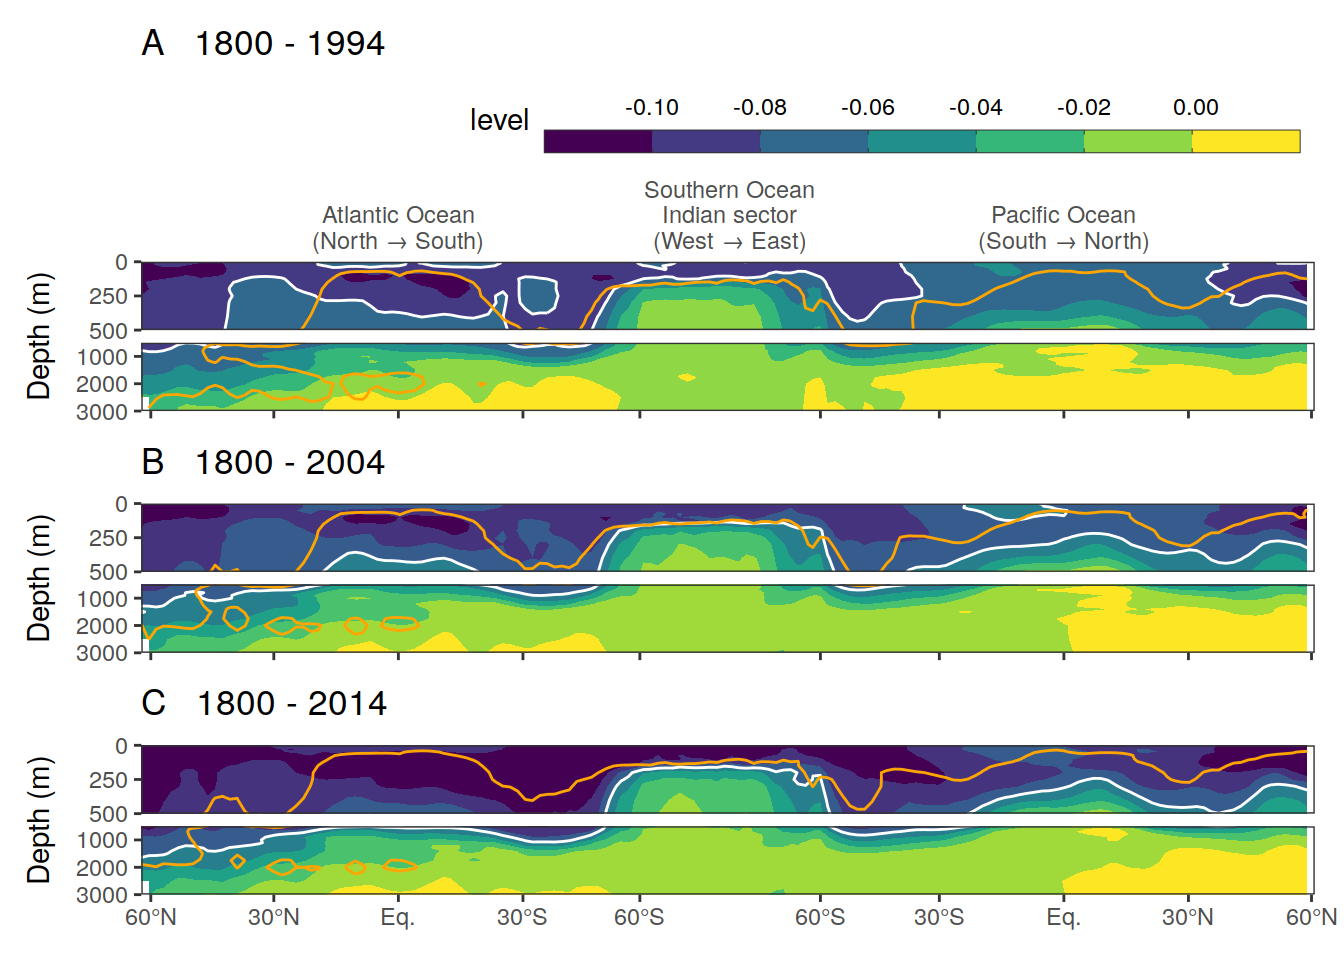 A 1800 - 1994
level -0.10 -0.08 -0.06 -0.04 -0.02 0.00
Atlantic Ocean
(North → South)
Southern Ocean
Indian sector
(West → East)
Pacific Ocean
(South → North)
Depth (m)
0
250
500
1000
2000
3000
B 1800 - 2004
Depth (m)
0
250
500
1000
2000
3000
C 1800 - 2014
Depth (m)
0
250
500
1000
2000
3000
60°N 30°N Eq. 30°S 60°S 60°S 30°S Eq. 30°N 60°N